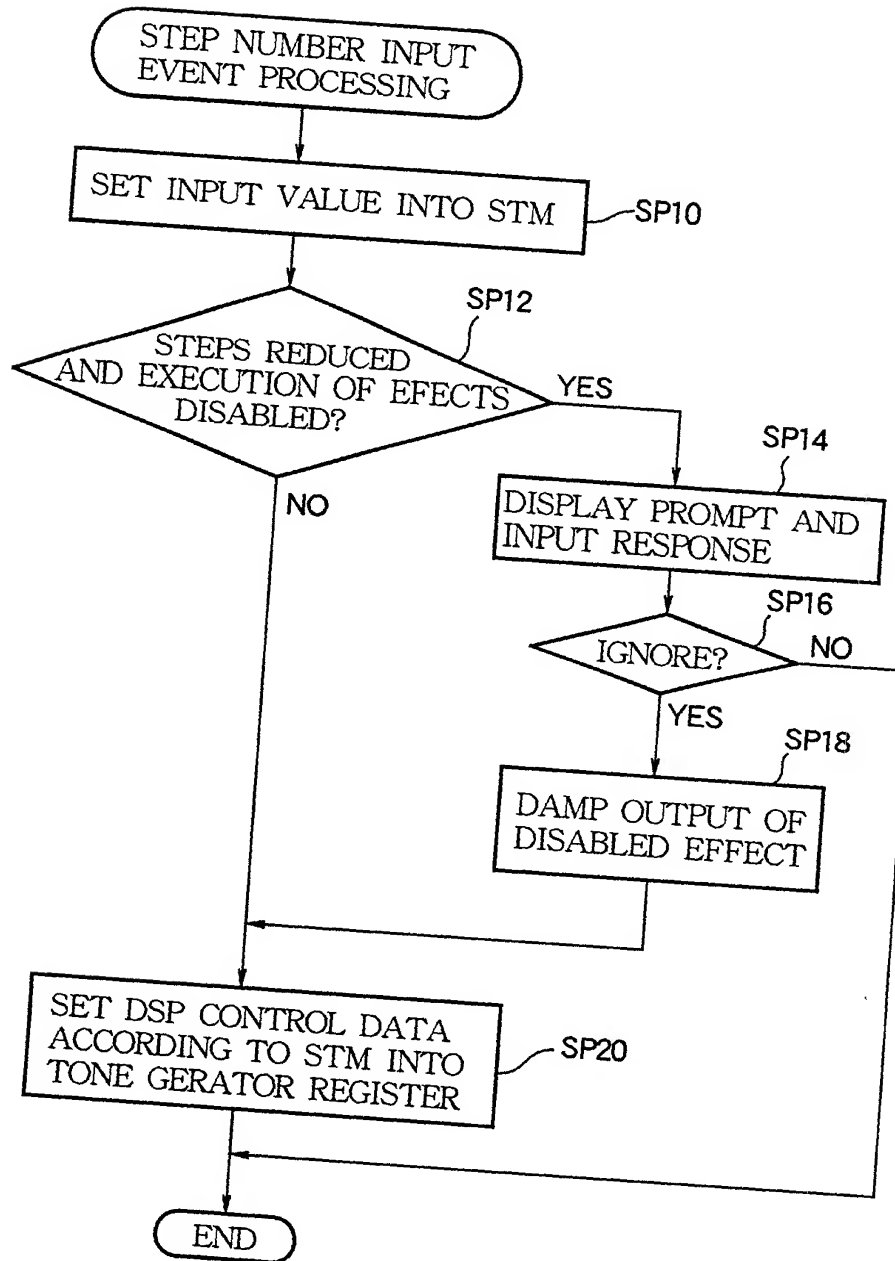 STEP NUMBER INPUT
EVENT PROCESSING
SET INPUT VALUE INTO STM
SP10
SP12
STEPS REDUCED
AND EXECUTION OF EFECTS
DISABLED?
YES
NO
SP14
DISPLAY PROMPT AND
INPUT RESPONSE
SP16
IGNORE?
NO
YES
SP18
DAMP OUTPUT OF
DISABLED EFFECT
SET DSP CONTROL DATA
ACCORDING TO STM INTO
TONE GERATOR REGISTER
SP20
END